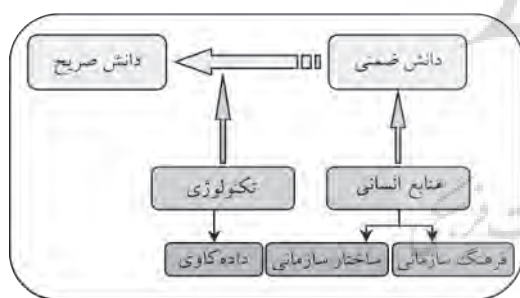 دانش ضمنی
دانش صریح
منابع انسانی
تکنولوژی
فرهنگ سازمانی
ساختار سازمانی
داده‌کاوی